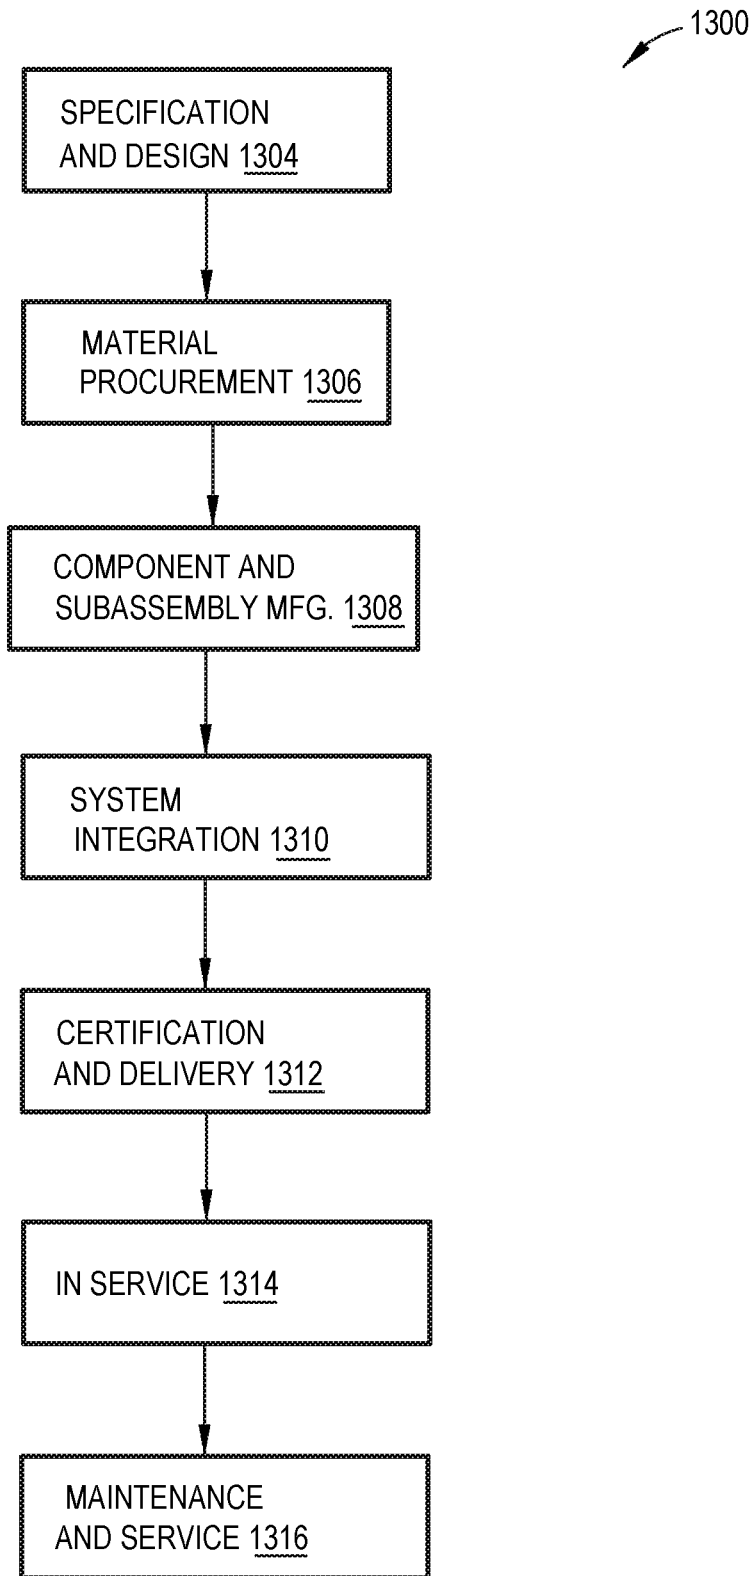 1300
SPECIFICATION
AND DESIGN 1304
MATERIAL
PROCUREMENT 1306
COMPONENT AND
SUBASSEMBLY MFG. 1308
SYSTEM
INTEGRATION 1310
CERTIFICATION
AND DELIVERY 1312
IN SERVICE 1314
MAINTENANCE
AND SERVICE 1316